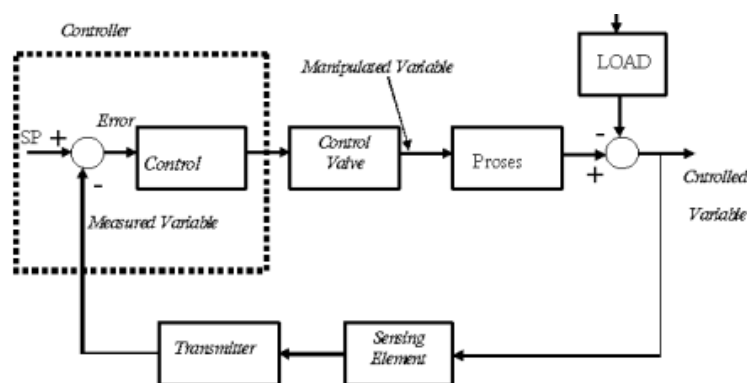 Controller
LOAD
Manipulated Variable
SP + Error
Control
Control
Valve
Proses
-
+
-
Cntrolled
Variable
Measured Variable
Transmitter
Sensing
Element